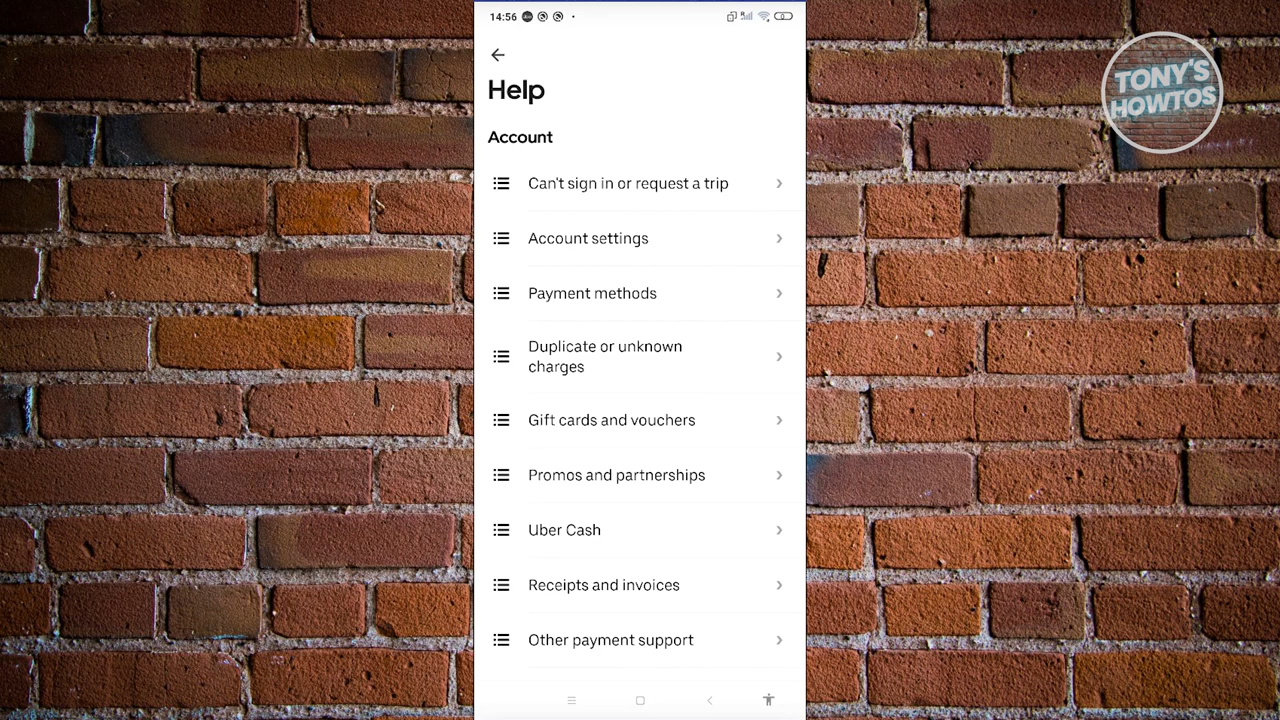 14:56
TONY'S
HOWTOS
Help
Account
Can't sign in or request a trip
Account settings
Payment methods
Duplicate or unknown
charges
Gift cards and vouchers
Promos and partnerships
Uber Cash
Receipts and invoices
Other payment support